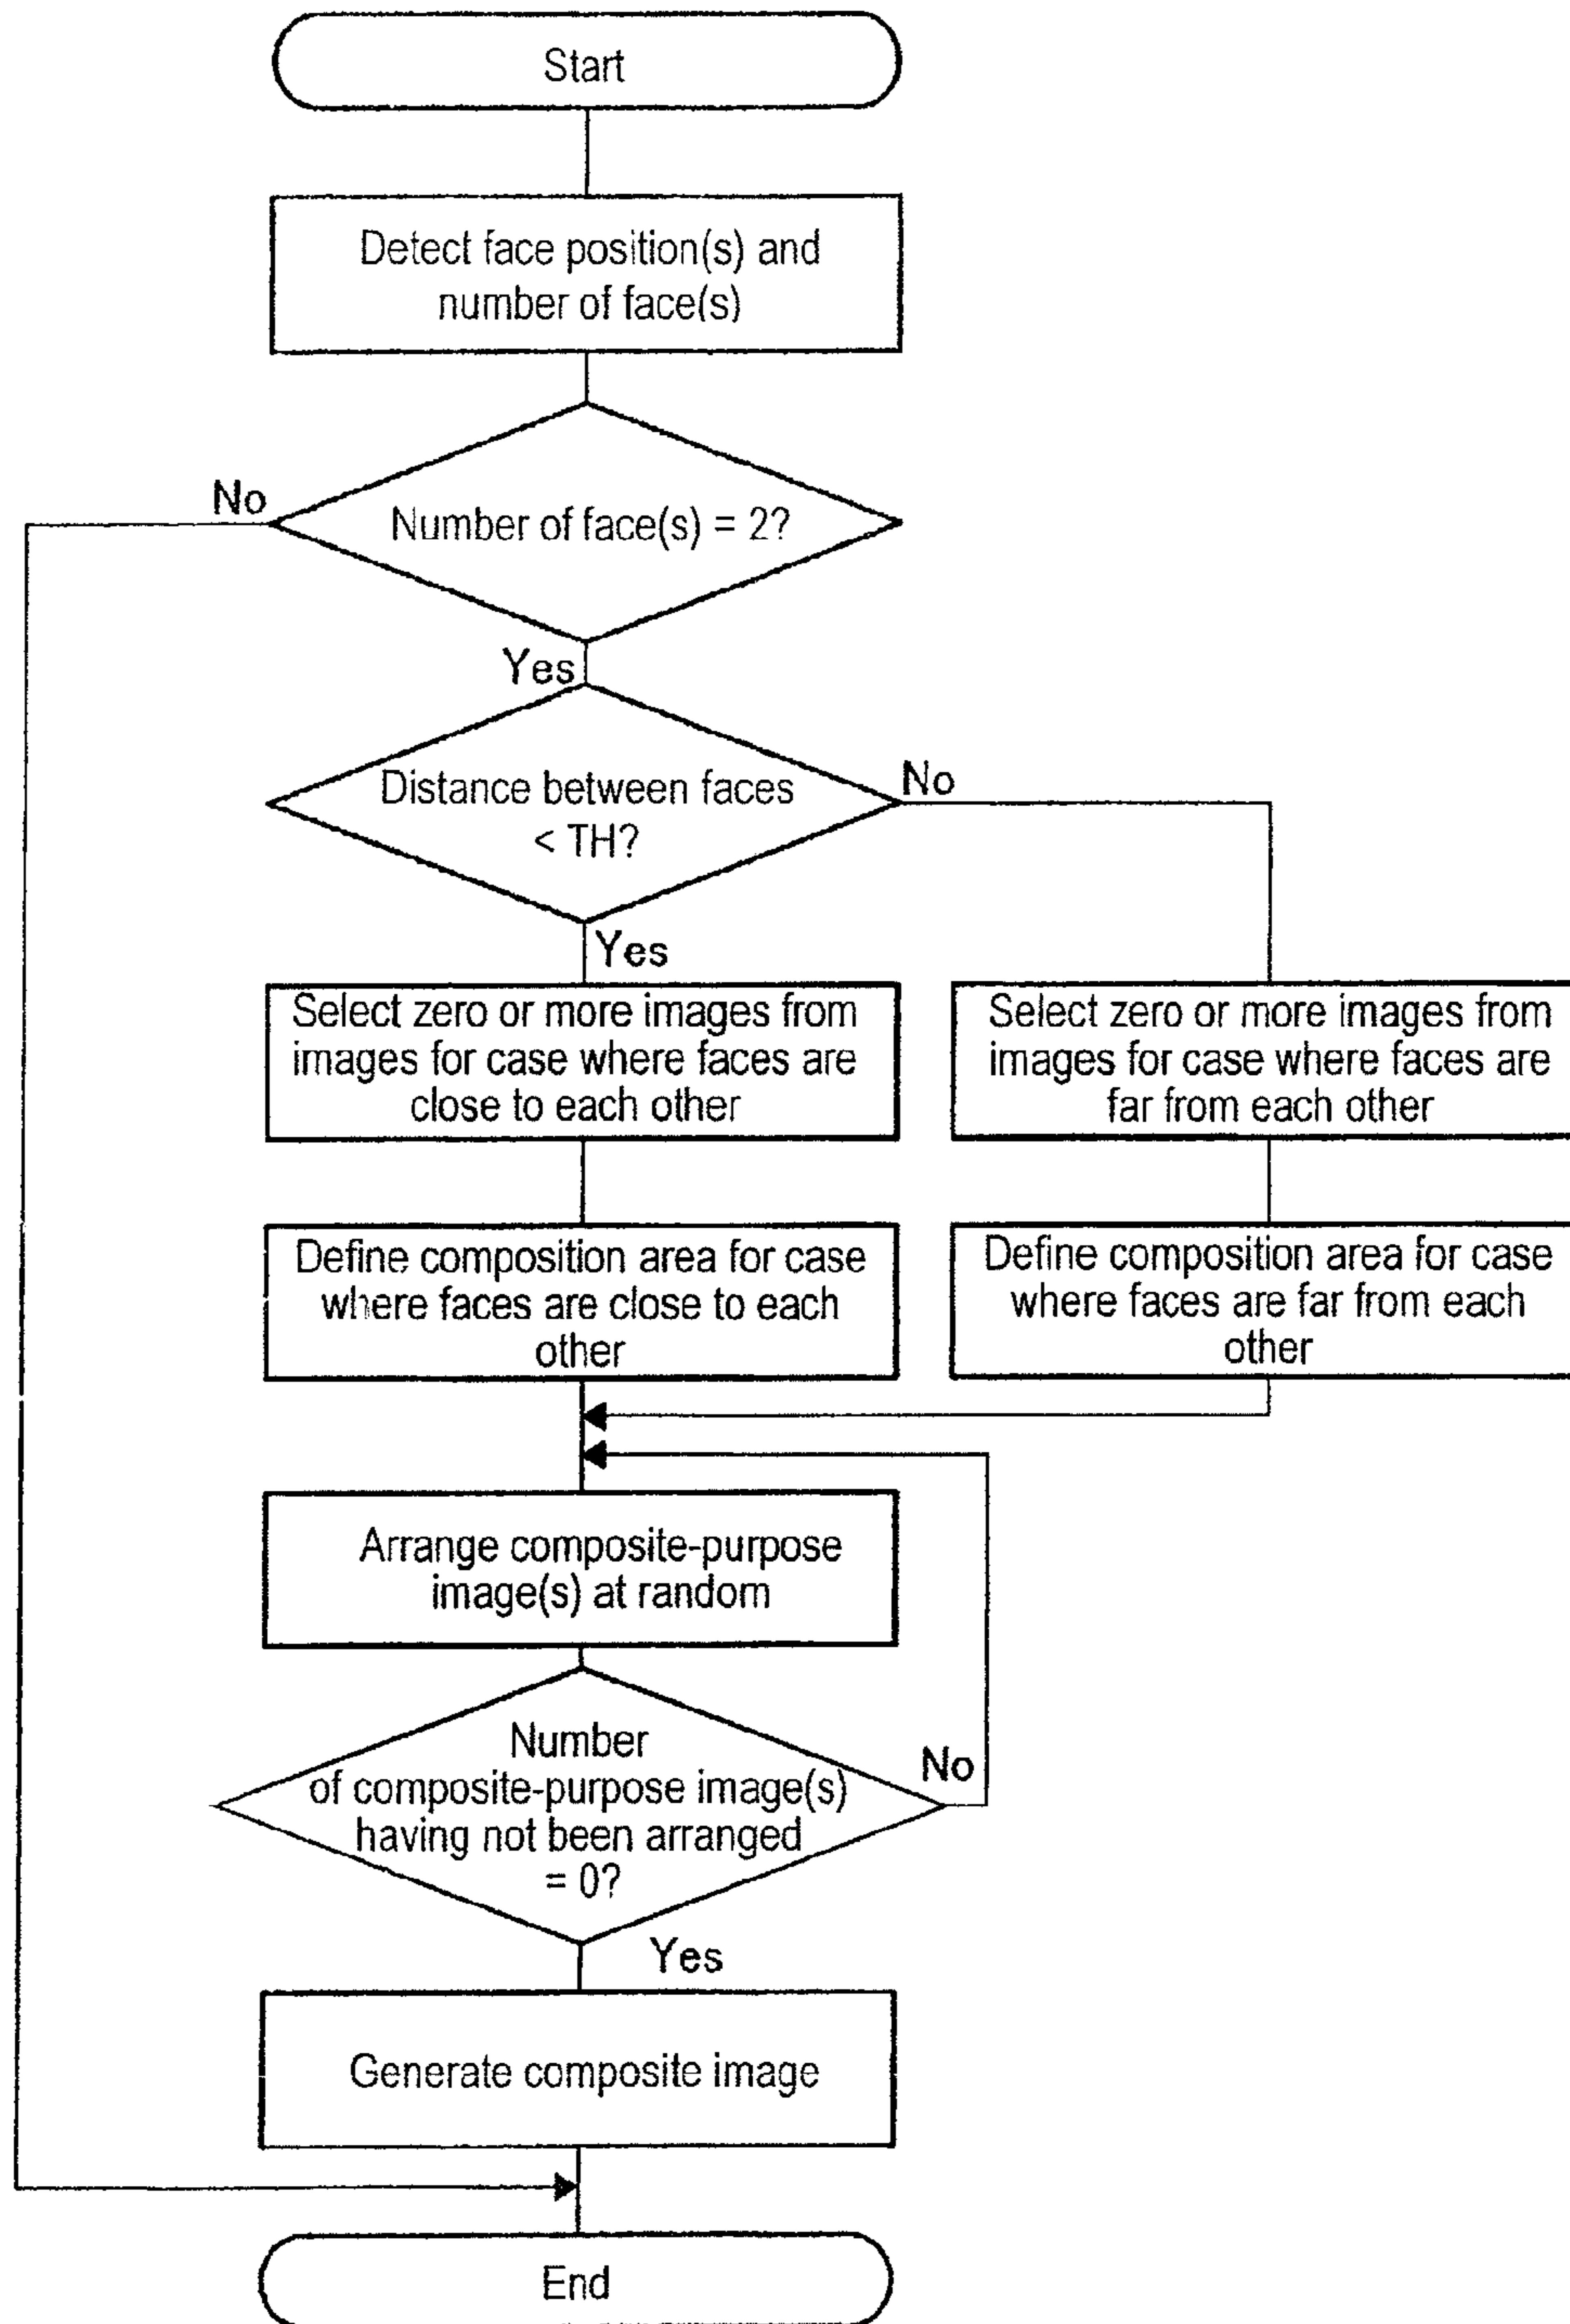 Start
Detect face position(s) and
number of face(s)
No
Number of face(s) = 2?
Yes
Distance between faces
< TH?
No
Yes
Select zero or more images from
images for case where faces are
close to each other
Select zero or more images from
images for case where faces are
far from each other
Define composition area for case
where faces are close to each
other
Define composition area for case
where faces are far from each
other
Arrange composite-purpose
image(s) at random
Number
of composite-purpose image(s)
having not been arranged
= 0?
No
Yes
Generate composite image
End